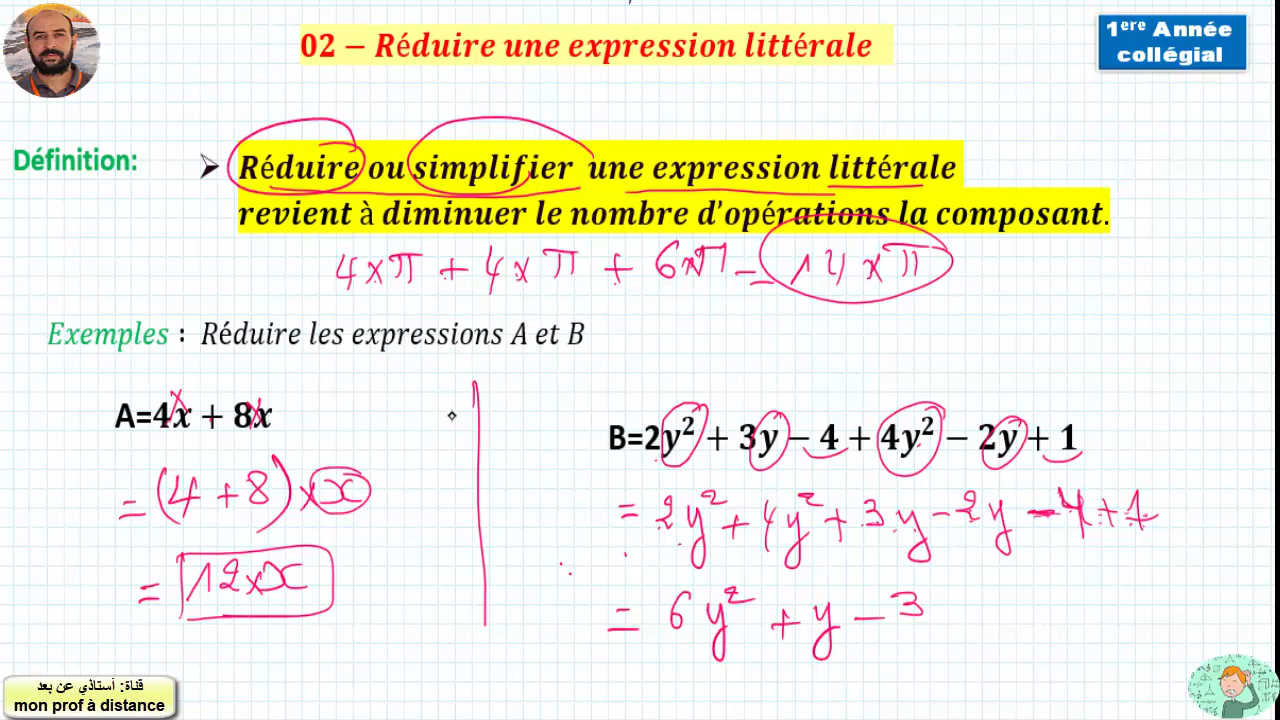 02 – Réduire une expression littérale
1ere Année
collégial
Définition:
➢ Réduire ou simplifier une expression littérale
revient à diminuer le nombre d'opérations la composant.
4×π + 4×π + 6×π = 14×π
Exemples : Réduire les expressions A et B
A=4x + 8x
= (4 + 8) × x
= 12×x
B=2y² + 3y – 4 + 4y² – 2y + 1
= 2y² + 4y² + 3y – 2y – 4 + 1
= 6y² + y – 3
قناة: أستاذي عن بعد
mon prof à distance